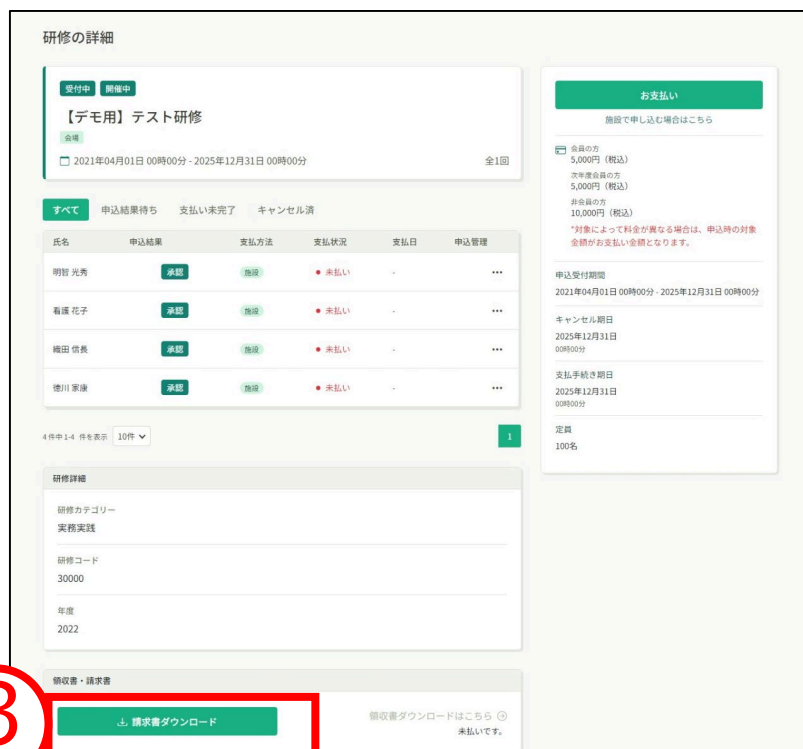 研修の詳細
受付中 開催中
【デモ用】テスト研修
会場
2021年04月01日 00時00分 - 2025年12月31日 00時00分 全1回
すべて 申込結果待ち 支払い未完了 キャンセル済
氏名 申込結果 支払方法 支払状況 支払日 申込管理
明智 光秀 承認 施設 ● 未払い - •••
看護 花子 承認 施設 ● 未払い - •••
織田 信長 承認 施設 ● 未払い - •••
徳川 家康 承認 施設 ● 未払い - •••
4 件中 1-4 件を表示 10件 1
研修詳細
研修カテゴリー
実務実践
研修コード
30000
年度
2022
領収書・請求書
3
請求書ダウンロード
領収書ダウンロードはこちら
未払いです。
お支払い
施設で申し込む場合はこちら
会員の方
5,000円（税込）
次年度会員の方
5,000円（税込）
非会員の方
10,000円（税込）
*対象によって料金が異なる場合は、申込時の対象
金額がお支払い金額となります。
申込受付期間
2021年04月01日 00時00分 - 2025年12月31日 00時00分
キャンセル期日
2025年12月31日
00時00分
支払手続き期日
2025年12月31日
00時00分
定員
100名